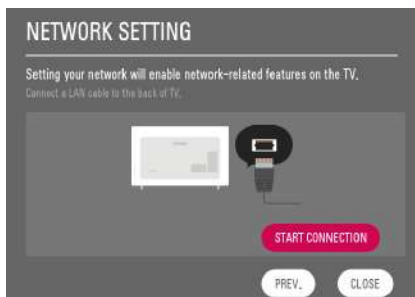 NETWORK SETTING
Setting your network will enable network-related features on the TV.
Connect a LAN cable to the back of TV.
START CONNECTION
PREV.
CLOSE